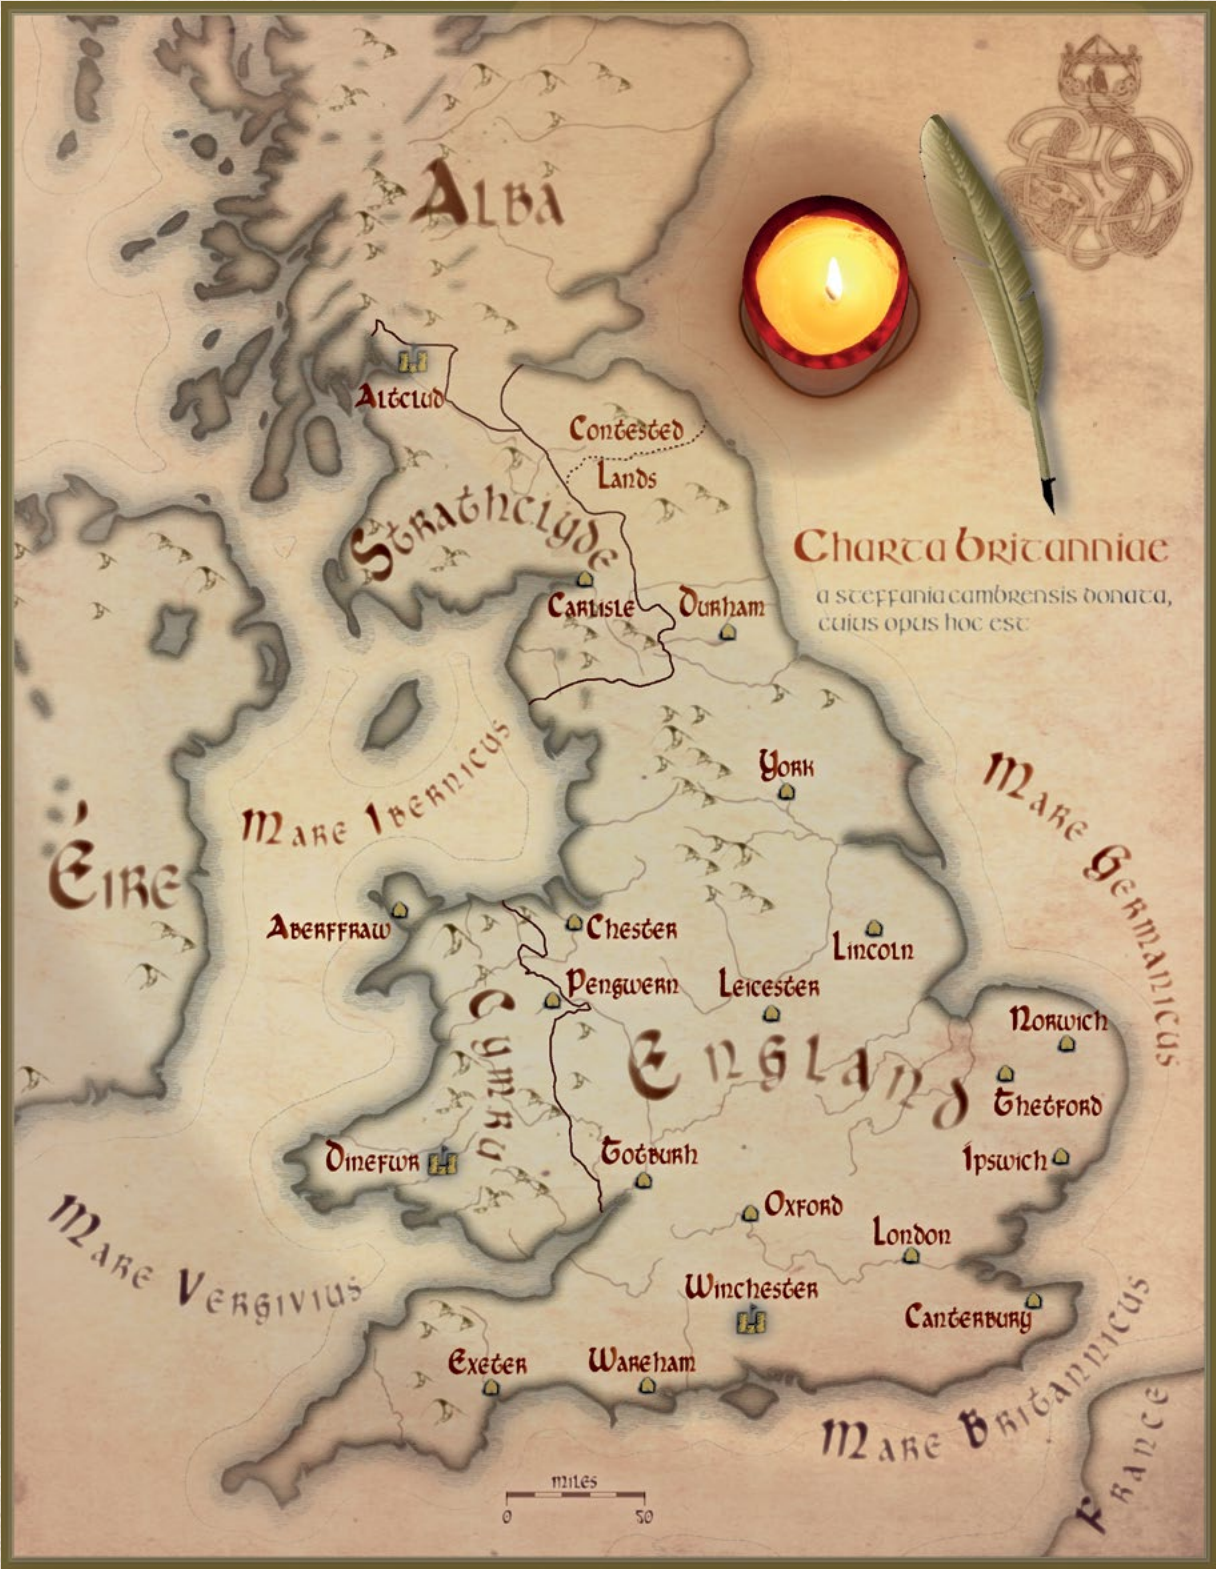 Alba
Altclud
Contested
Lands
Strathclyde
Charta Britanniae
a steffania cambrensis donata,
cuius opus hoc est:
Carlisle
Durham
Mare Ibernicus
York
Mare Germanicus
Éire
Aberffraw
Chester
Lincoln
Pengwern
Leicester
Cymru
England
Norwich
Thetford
Dinefwr
Totburh
Ipswich
Oxford
London
Mare Vergivius
Winchester
Canterbury
Exeter
Wareham
Mare Britannicus
France
miles
0 50